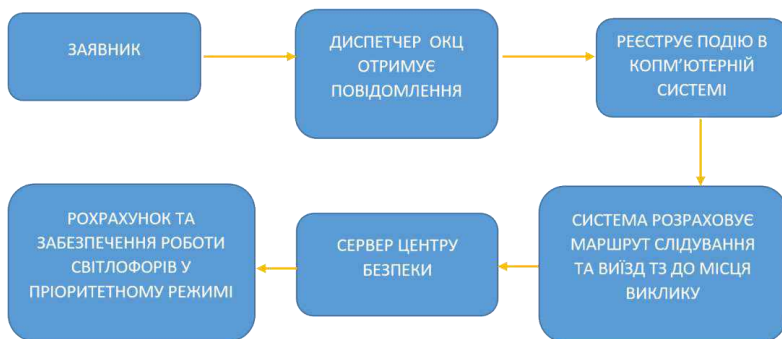 ЗАЯВНИК
ДИСПЕТЧЕР ОКЦ
ОТРИМУЄ
ПОВІДОМЛЕННЯ
РЕЄСТРУЄ ПОДІЮ В
КОПМ’ЮТЕРНІЙ
СИСТЕМІ
СИСТЕМА РОЗРАХОВУЄ
МАРШРУТ СЛІДУВАННЯ
ТА ВИЇЗД ТЗ ДО МІСЦЯ
ВИКЛИКУ
СЕРВЕР ЦЕНТРУ
БЕЗПЕКИ
РОХРАХУНОК ТА
ЗАБЕЗПЕЧЕННЯ РОБОТИ
СВІТЛОФОРІВ У
ПРІОРИТЕТНОМУ РЕЖИМІ